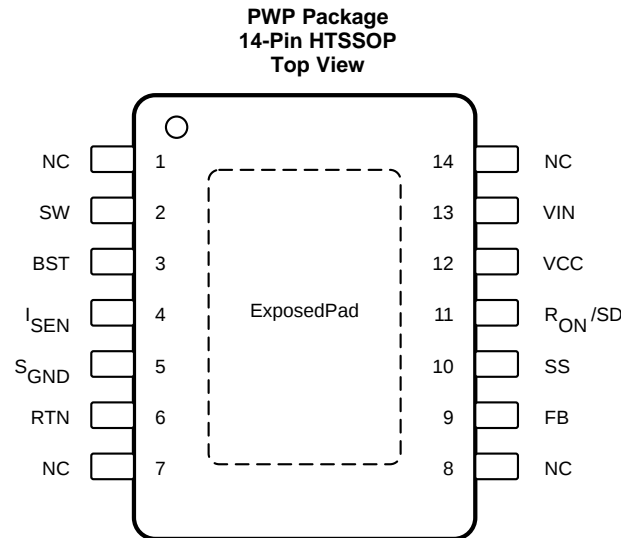 PWP Package
14-Pin HTSSOP
Top View
NC 1 14 NC
SW 2 13 VIN
BST 3 12 VCC
ISEN 4 ExposedPad 11 RON/SD
SGND 5 10 SS
RTN 6 9 FB
NC 7 8 NC